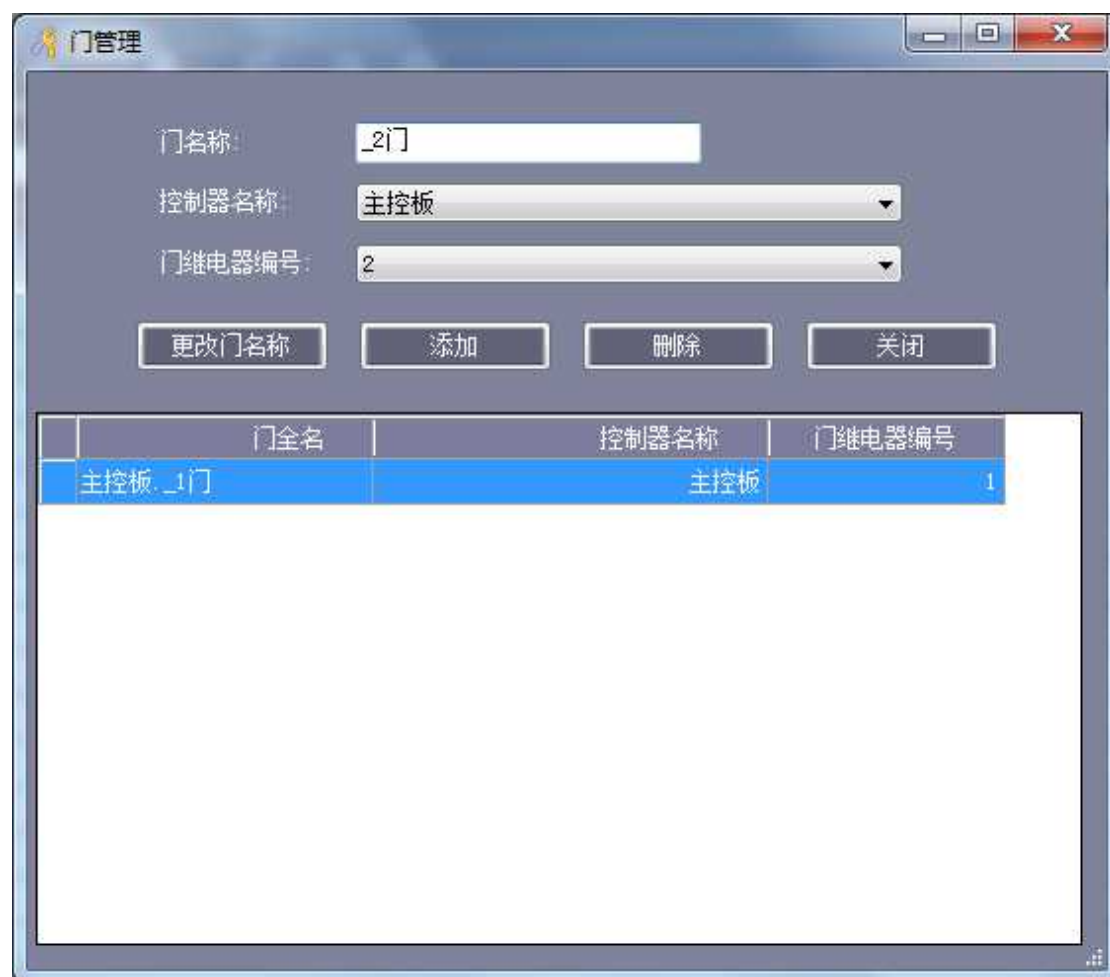 门管理
门名称: _2门
控制器名称: 主控板
门继电器编号: 2
更改门名称 添加 删除 关闭
门全名 控制器名称 门继电器编号
主控板._1门 主控板 1